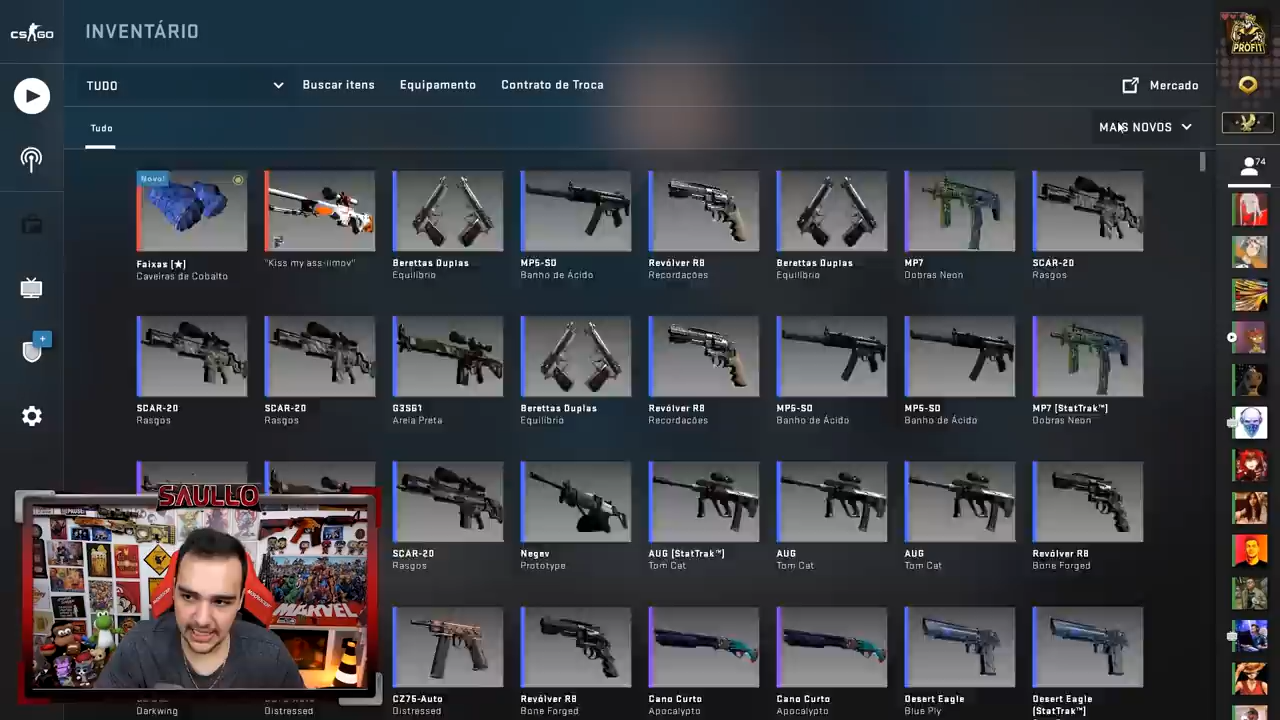 CS GO
INVENTÁRIO
PROFIT
TUDO
Buscar itens
Equipamento
Contrato de Troca
Mercado
Tudo
MAIS NOVOS
74
Novo!
Faixas [★]
Caveiras de Cobalto
"Kiss my ass-iimov"
Berettas Duplas
Equilíbrio
MP5-SD
Banho de Ácido
Revólver R8
Recordações
Berettas Duplas
Equilíbrio
MP7
Dobras Neon
SCAR-20
Rasgos
SCAR-20
Rasgos
SCAR-20
Rasgos
G3SG1
Areia Preta
Berettas Duplas
Equilíbrio
Revólver R8
Recordações
MP5-SD
Banho de Ácido
MP5-SD
Banho de Ácido
MP7 [StatTrak™]
Dobras Neon
SCAR-20
Rasgos
Negev
Prototype
AUG [StatTrak™]
Tom Cat
AUG
Tom Cat
AUG
Tom Cat
Revólver R8
Bone Forged
SAULLO
MARVEL
Darkwing
Distressed
CZ75-Auto
Distressed
Revólver R8
Bone Forged
Cano Curto
Apocalypto
Cano Curto
Apocalypto
Desert Eagle
Blue Ply
Desert Eagle
[StatTrak™]
Blue Ply